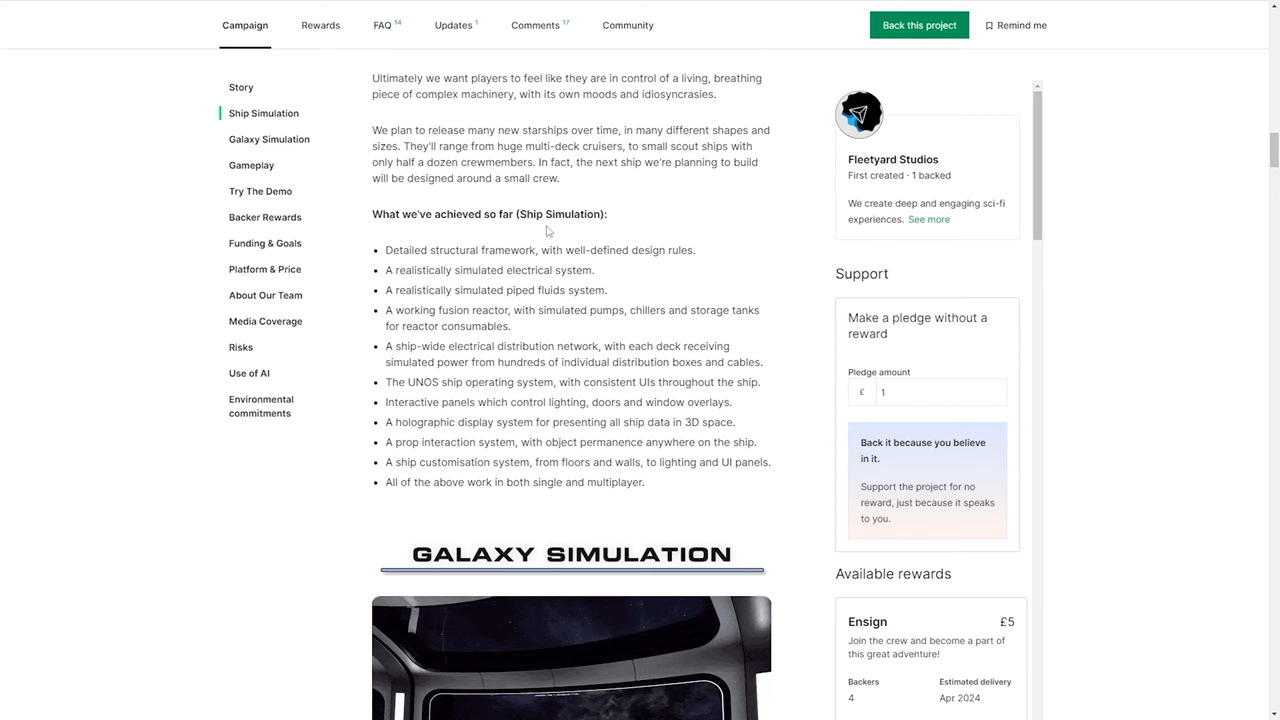 Campaign
Rewards
FAQ 14
Updates 1
Comments 17
Community
Back this project
Remind me
Story
Ship Simulation
Galaxy Simulation
Gameplay
Try The Demo
Backer Rewards
Funding & Goals
Platform & Price
About Our Team
Media Coverage
Risks
Use of AI
Environmental
commitments
Ultimately we want players to feel like they are in control of a living, breathing
piece of complex machinery, with its own moods and idiosyncrasies.
We plan to release many new starships over time, in many different shapes and
sizes. They'll range from huge multi-deck cruisers, to small scout ships with
only half a dozen crewmembers. In fact, the next ship we're planning to build
will be designed around a small crew.
What we've achieved so far (Ship Simulation):
• Detailed structural framework, with well-defined design rules.
• A realistically simulated electrical system.
• A realistically simulated piped fluids system.
• A working fusion reactor, with simulated pumps, chillers and storage tanks
for reactor consumables.
• A ship-wide electrical distribution network, with each deck receiving
simulated power from hundreds of individual distribution boxes and cables.
• The UNOS ship operating system, with consistent UIs throughout the ship.
• Interactive panels which control lighting, doors and window overlays.
• A holographic display system for presenting all ship data in 3D space.
• A prop interaction system, with object permanence anywhere on the ship.
• A ship customisation system, from floors and walls, to lighting and UI panels.
• All of the above work in both single and multiplayer.
GALAXY SIMULATION
Fleetyard Studios
First created · 1 backed
We create deep and engaging sci-fi
experiences. See more
Support
Make a pledge without a
reward
Pledge amount
£ 1
Back it because you believe
in it.
Support the project for no
reward, just because it speaks
to you.
Available rewards
Ensign £5
Join the crew and become a part of
this great adventure!
Backers Estimated delivery
4 Apr 2024